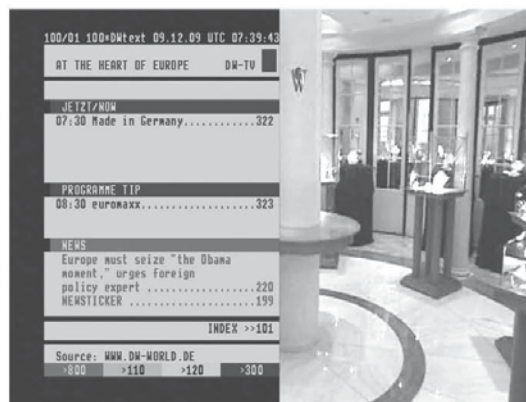 100/01 100*DWtext 09.12.09 UTC 07:39:43
AT THE HEART OF EUROPE DW-TV
JETZT/NOW
07:30 Made in Germany............322
PROGRAMME TIP
08:30 euromaxx...................323
NEWS
Europe must seize "the Obama
moment," urges foreign
policy expert ...................220
NEWSTICKER ......................199
INDEX >>101
Source: WWW.DW-WORLD.DE
>800 >110 >120 >300